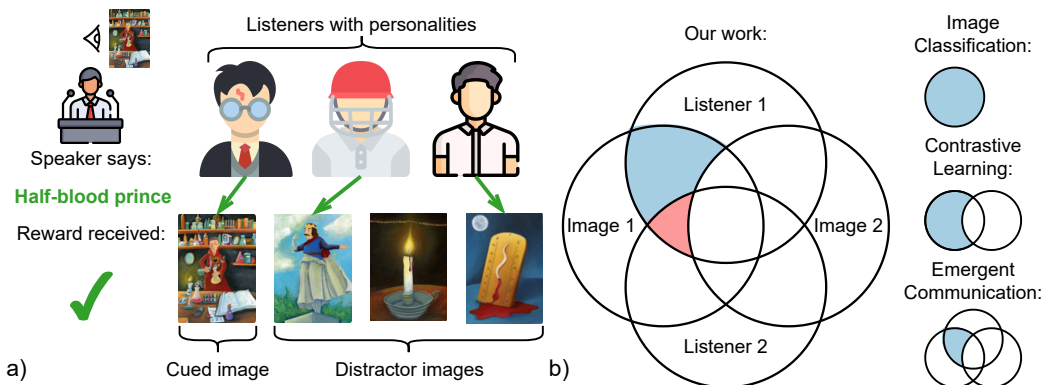 Listeners with personalities
Speaker says:
Half-blood prince
Reward received:
Cued image
Distractor images
a)
Our work:
Listener 1
Image 1
Image 2
Listener 2
b)
Image
Classification:
Contrastive
Learning:
Emergent
Communication: